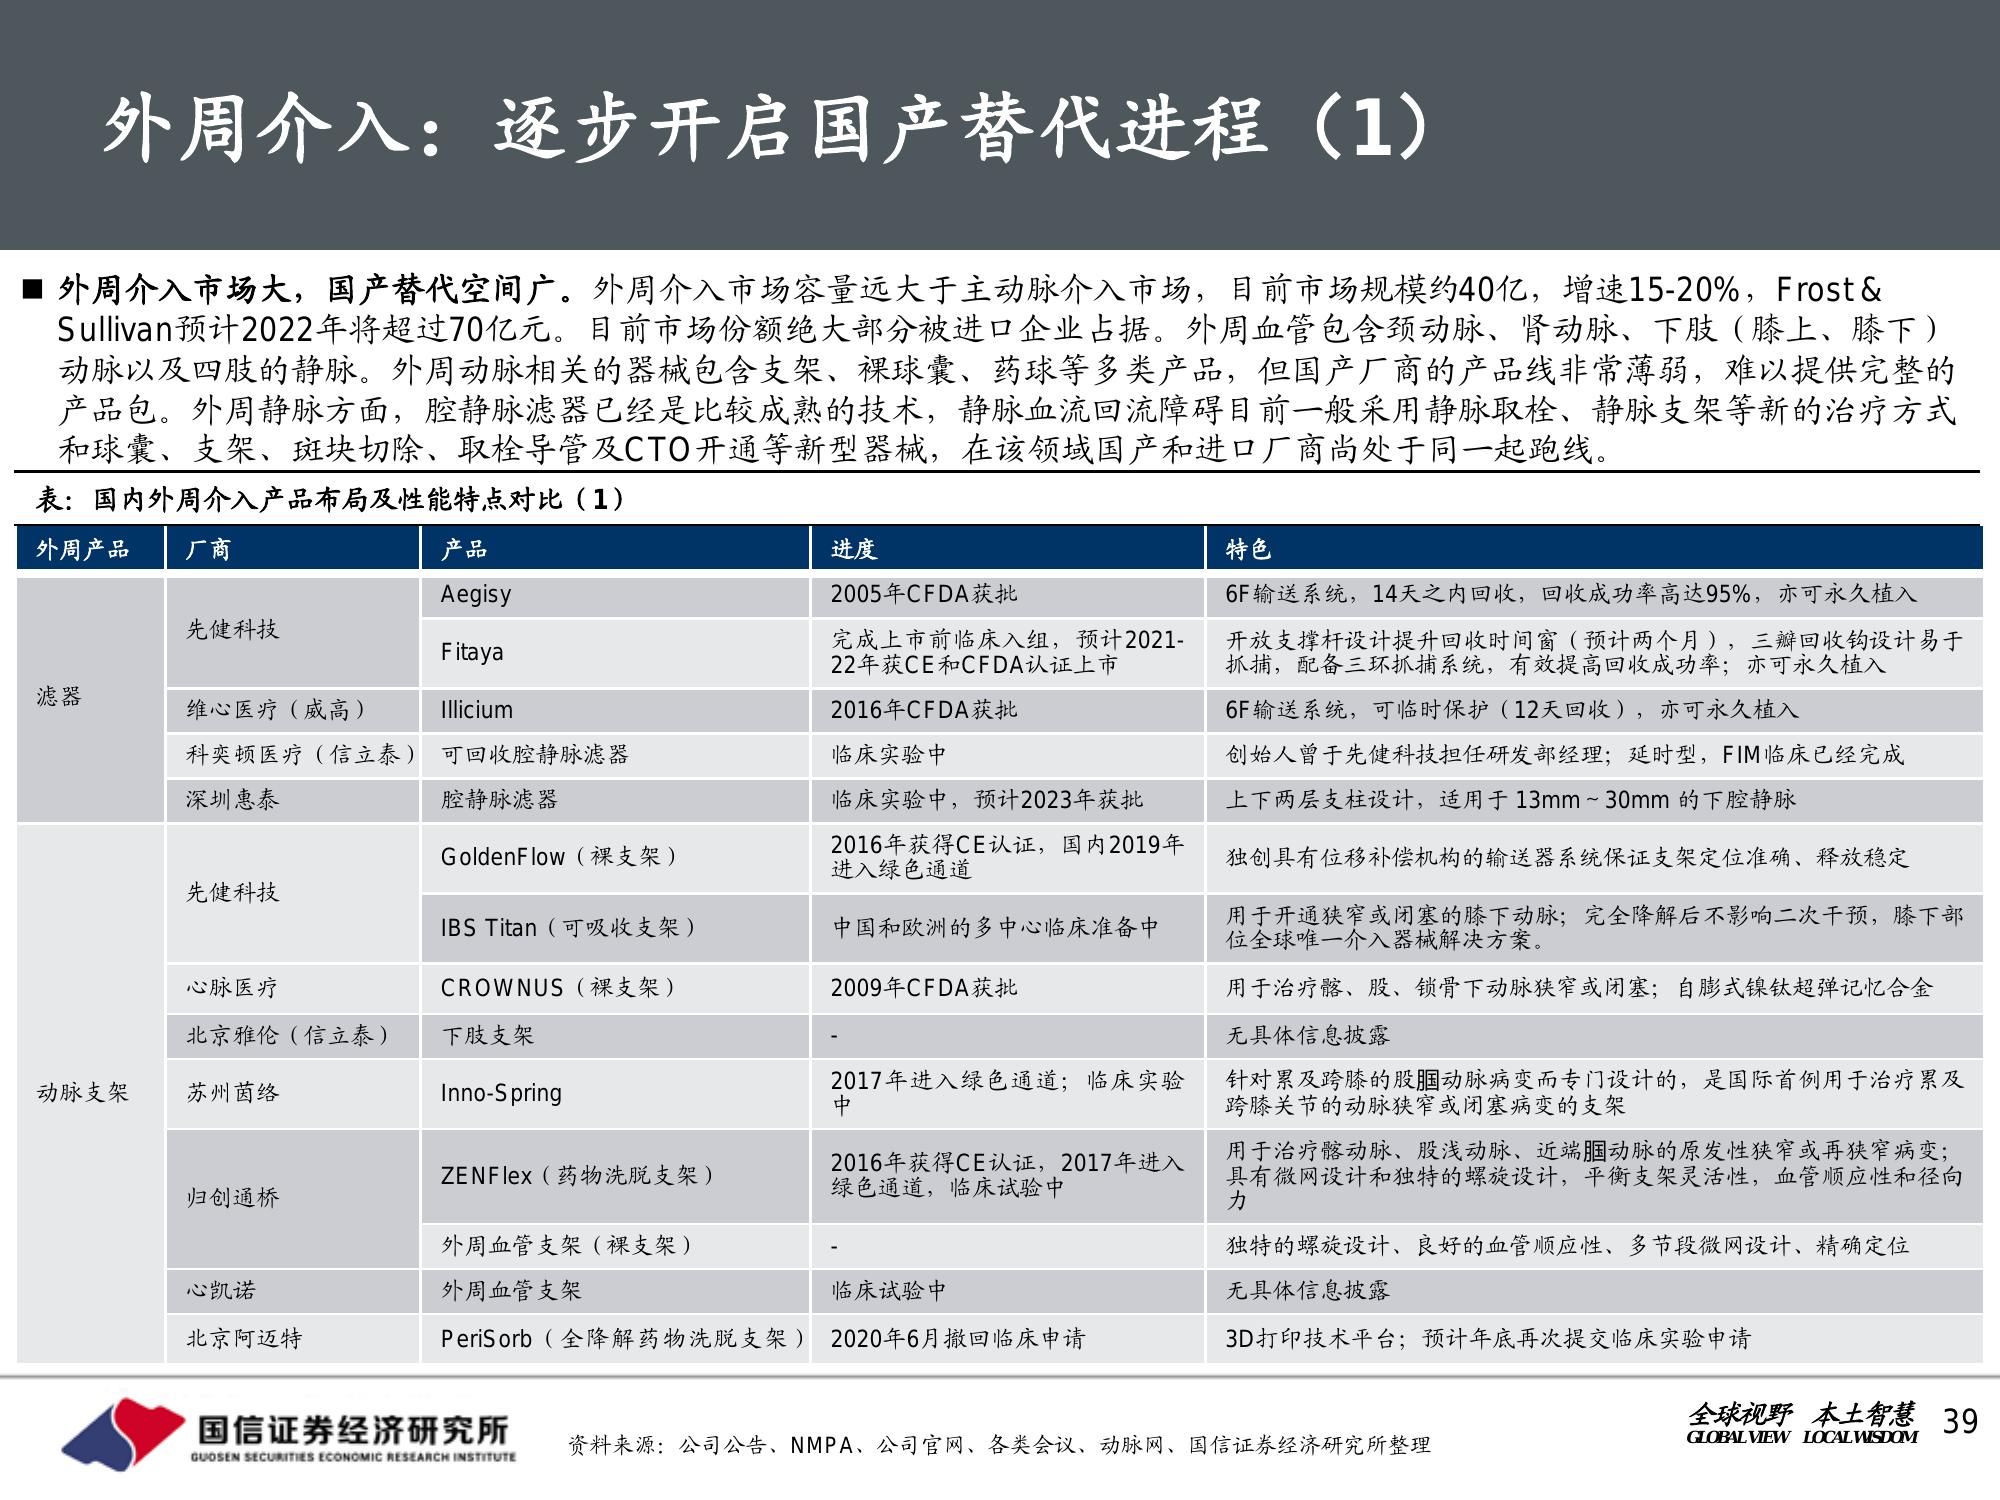 外周介入：逐步开启国产替代进程（1）
■ 外周介入市场大，国产替代空间广。外周介入市场容量远大于主动脉介入市场，目前市场规模约40亿，增速15-20%，Frost &
Sullivan预计2022年将超过70亿元。目前市场份额绝大部分被进口企业占据。外周血管包含颈动脉、肾动脉、下肢（膝上、膝下）
动脉以及四肢的静脉。外周动脉相关的器械包含支架、裸球囊、药球等多类产品，但国产厂商的产品线非常薄弱，难以提供完整的
产品包。外周静脉方面，腔静脉滤器已经是比较成熟的技术，静脉血流回流障碍目前一般采用静脉取栓、静脉支架等新的治疗方式
和球囊、支架、斑块切除、取栓导管及CTO开通等新型器械，在该领域国产和进口厂商尚处于同一起跑线。
表：国内外周介入产品布局及性能特点对比（1）
外周产品 厂商 产品 进度 特色
滤器
先健科技
Aegisy 2005年CFDA获批 6F输送系统，14天之内回收，回收成功率高达95%，亦可永久植入
Fitaya
完成上市前临床入组，预计2021-
22年获CE和CFDA认证上市
开放支撑杆设计提升回收时间窗（预计两个月），三瓣回收钩设计易于
抓捕，配备三环抓捕系统，有效提高回收成功率；亦可永久植入
维心医疗（威高） Illicium 2016年CFDA获批 6F输送系统，可临时保护（12天回收），亦可永久植入
科奕顿医疗（信立泰） 可回收腔静脉滤器 临床实验中 创始人曾于先健科技担任研发部经理；延时型，FIM临床已经完成
深圳惠泰 腔静脉滤器 临床实验中，预计2023年获批 上下两层支柱设计，适用于 13mm～30mm 的下腔静脉
动脉支架
先健科技
GoldenFlow（裸支架）
2016年获得CE认证，国内2019年
进入绿色通道
独创具有位移补偿机构的输送器系统保证支架定位准确、释放稳定
IBS Titan（可吸收支架） 中国和欧洲的多中心临床准备中
用于开通狭窄或闭塞的膝下动脉；完全降解后不影响二次干预，膝下部
位全球唯一介入器械解决方案。
心脉医疗 CROWNUS（裸支架） 2009年CFDA获批 用于治疗髂、股、锁骨下动脉狭窄或闭塞；自膨式镍钛超弹记忆合金
北京雅伦（信立泰） 下肢支架 - 无具体信息披露
苏州茵络 Inno-Spring
2017年进入绿色通道；临床实验
中
针对累及跨膝的股腘动脉病变而专门设计的，是国际首例用于治疗累及
跨膝关节的动脉狭窄或闭塞病变的支架
归创通桥
ZENFlex（药物洗脱支架）
2016年获得CE认证，2017年进入
绿色通道，临床试验中
用于治疗髂动脉、股浅动脉、近端腘动脉的原发性狭窄或再狭窄病变；
具有微网设计和独特的螺旋设计，平衡支架灵活性，血管顺应性和径向
力
外周血管支架（裸支架） - 独特的螺旋设计、良好的血管顺应性、多节段微网设计、精确定位
心凯诺 外周血管支架 临床试验中 无具体信息披露
北京阿迈特 PeriSorb（全降解药物洗脱支架） 2020年6月撤回临床申请 3D打印技术平台；预计年底再次提交临床实验申请
国信证券经济研究所
GUOSEN SECURITIES ECONOMIC RESEARCH INSTITUTE
资料来源：公司公告、NMPA、公司官网、各类会议、动脉网、国信证券经济研究所整理
全球视野 本土智慧
GLOBAL VIEW LOCAL WISDOM
39